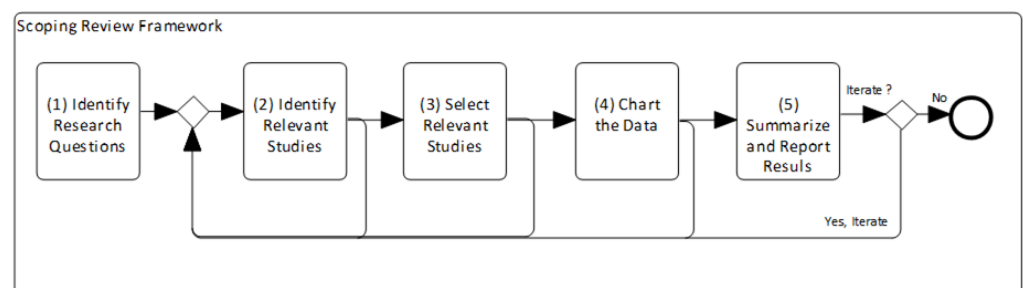 Scoping Review Framework
(1) Identify
Research
Questions
(2) Identify
Relevant
Studies
(3) Select
Relevant
Studies
(4) Chart
the Data
(5)
Summarize
and Report
Resuls
Iterate ?
No
Yes, Iterate